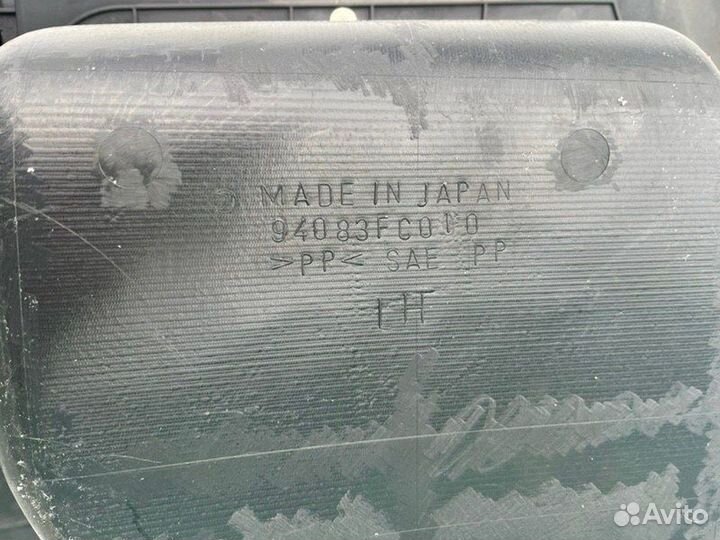 MADE IN JAPAN
94083FC010
>PP< SAE PP
Avito